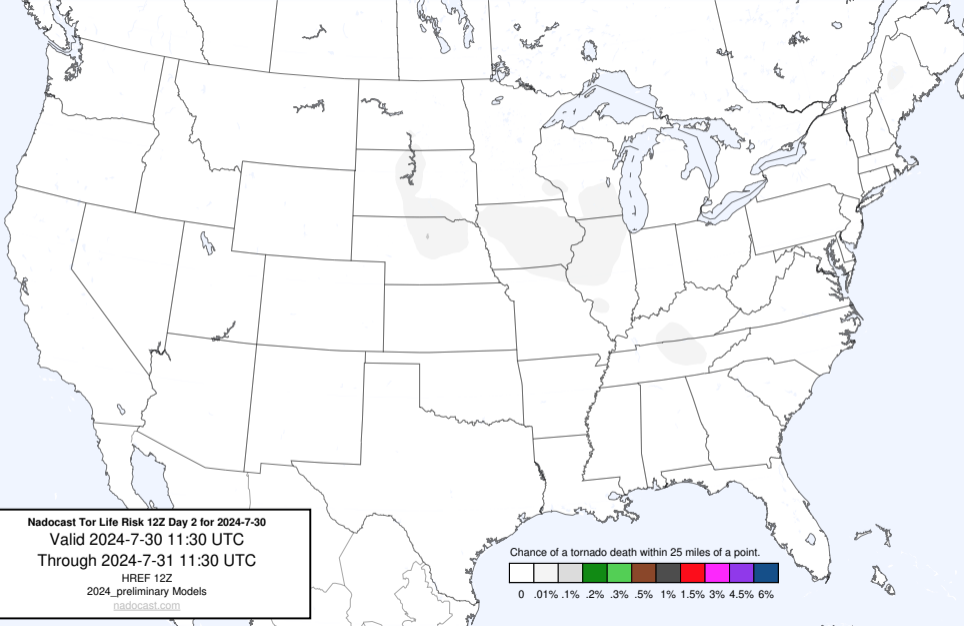 Nadocast Tor Life Risk 12Z Day 2 for 2024-7-30
Valid 2024-7-30 11:30 UTC
Through 2024-7-31 11:30 UTC
HREF 12Z
2024_preliminary Models
nadocast.com
Chance of a tornado death within 25 miles of a point.
0 .01% .1% .2% .3% .5% 1% 1.5% 3% 4.5% 6%